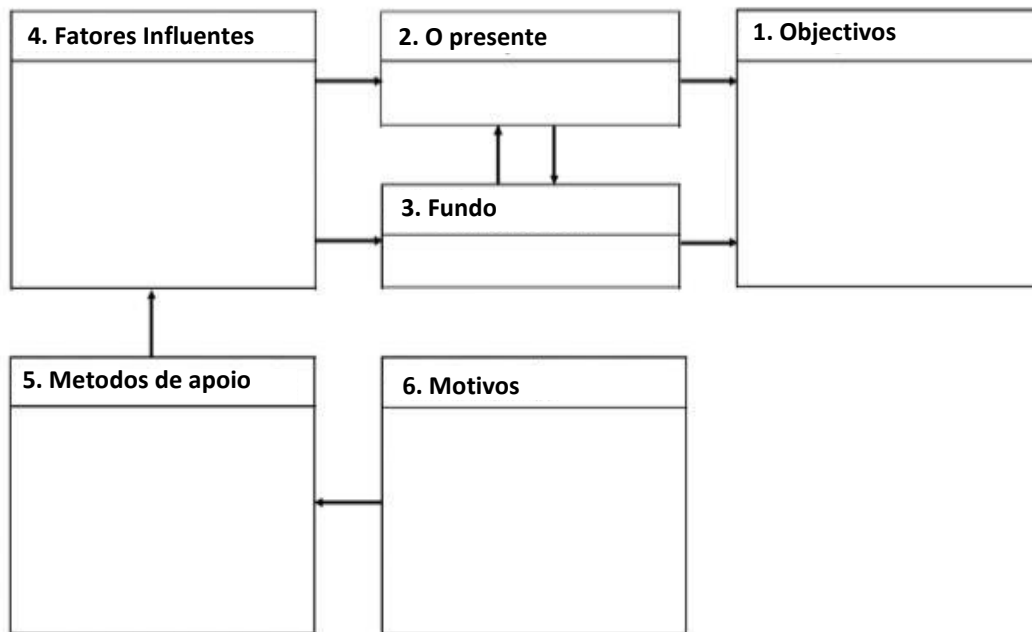 4. Fatores Influentes
2. O presente
1. Objectivos
3. Fundo
5. Metodos de apoio
6. Motivos